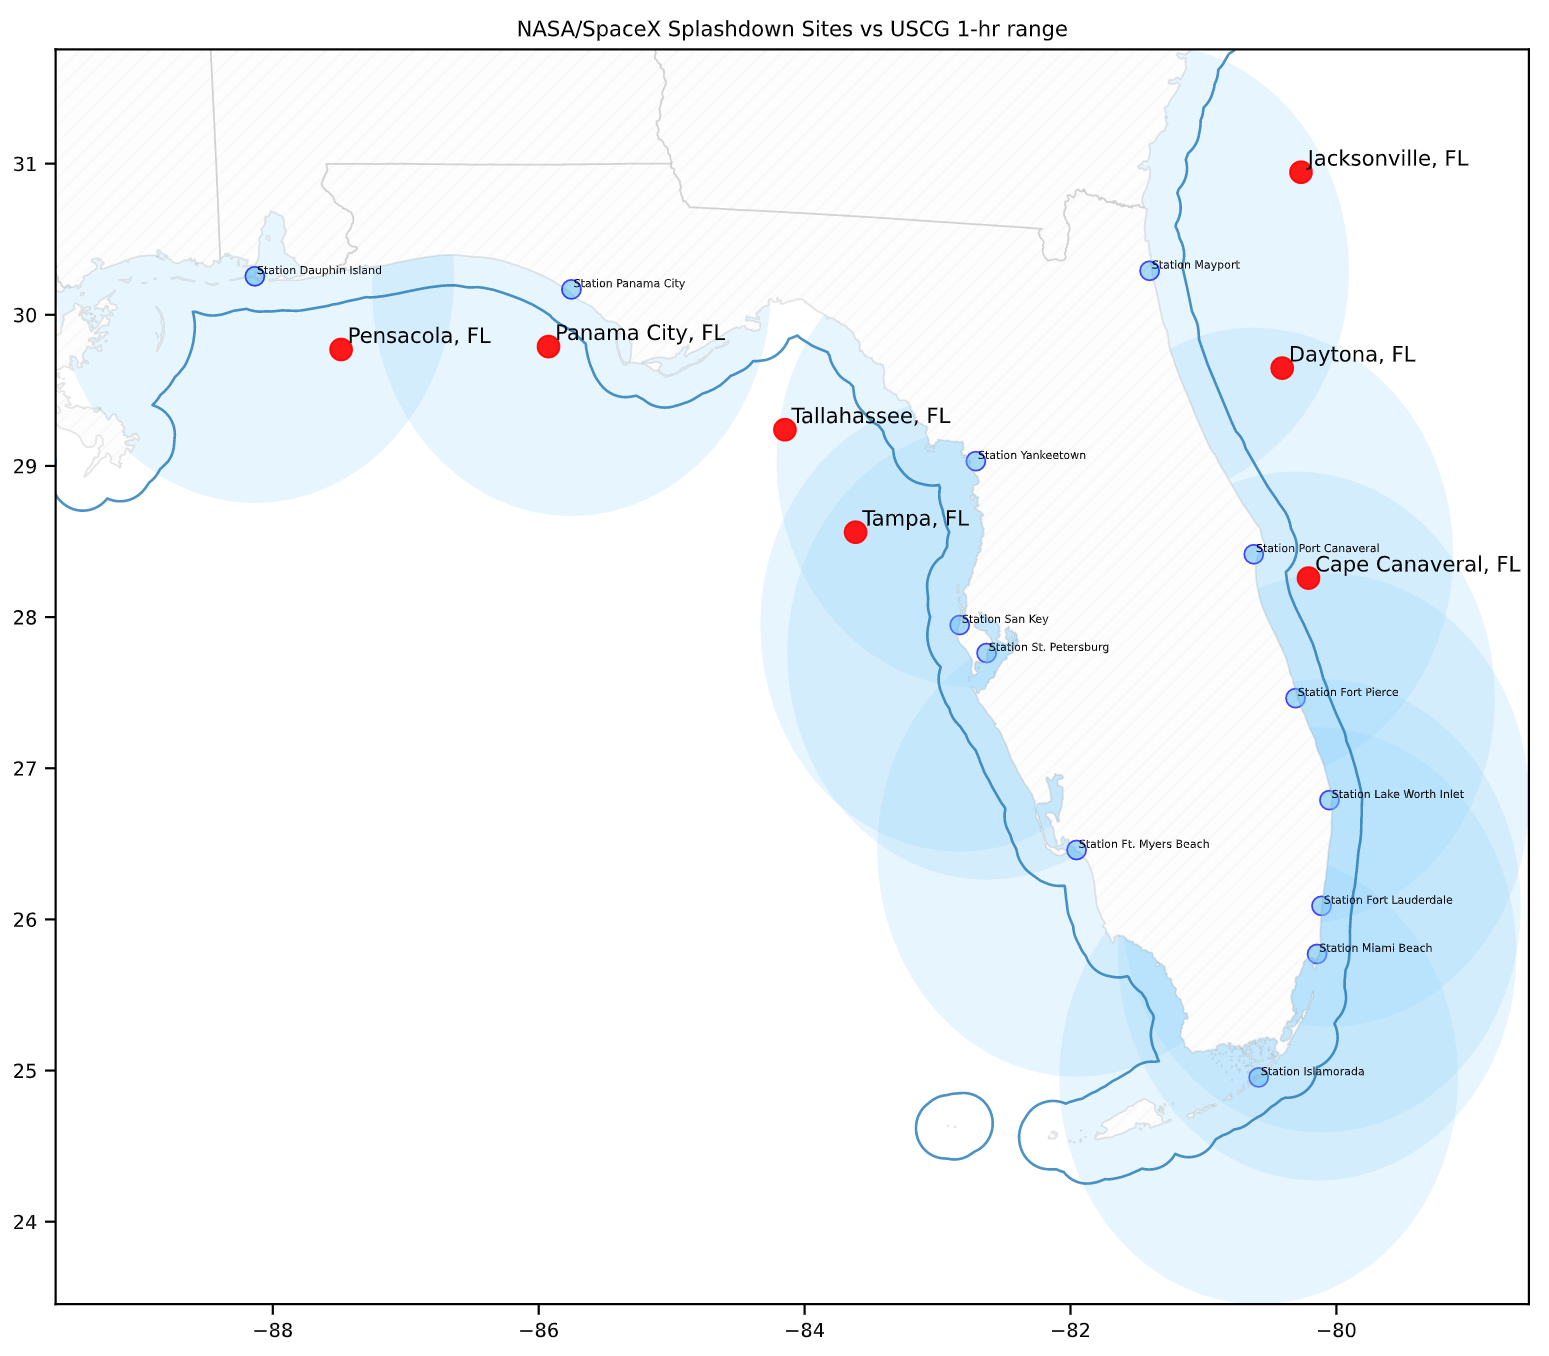 NASA/SpaceX Splashdown Sites vs USCG 1-hr range
31
Jacksonville, FL
Station Mayport
Station Dauphin Island
Station Panama City
30
Pensacola, FL
Panama City, FL
Daytona, FL
Tallahassee, FL
29
Station Yankeetown
Tampa, FL
Station Port Canaveral
Cape Canaveral, FL
28
Station San Key
Station St. Petersburg
Station Fort Pierce
27
Station Lake Worth Inlet
Station Ft. Myers Beach
26
Station Fort Lauderdale
Station Miami Beach
25
Station Islamorada
24
−88
−86
−84
−82
−80